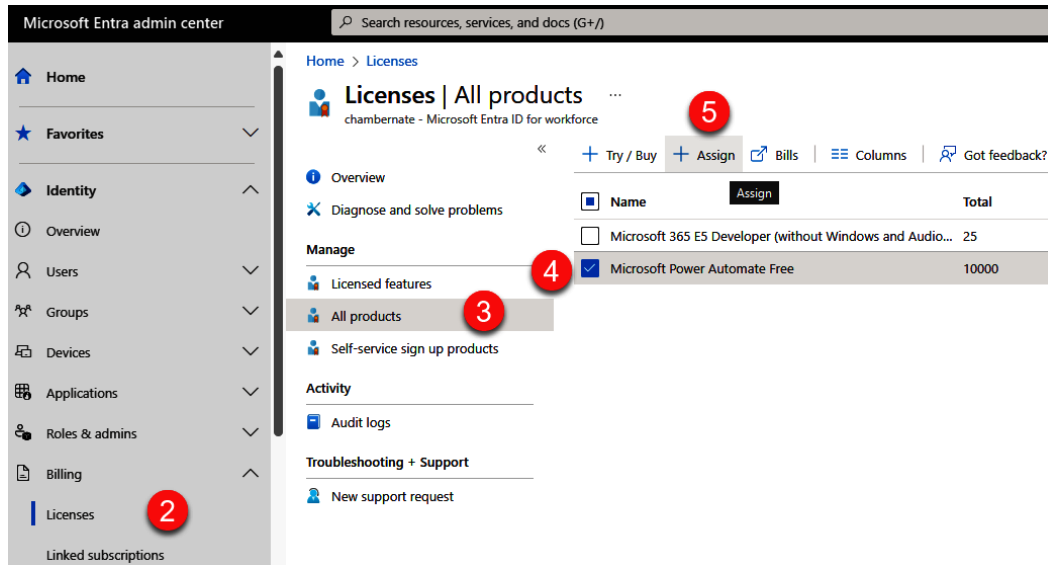 Microsoft Entra admin center
Search resources, services, and docs (G+/)
Home
Favorites
Identity
Overview
Users
Groups
Devices
Applications
Roles & admins
Billing
Licenses
2
Linked subscriptions
Home > Licenses
Licenses | All products ...
chambernate - Microsoft Entra ID for workforce
«
Overview
Diagnose and solve problems
Manage
Licensed features
All products
3
Self-service sign up products
Activity
Audit logs
Troubleshooting + Support
New support request
5
+ Try / Buy + Assign Bills Columns Got feedback?
Assign
Name Total
Microsoft 365 E5 Developer (without Windows and Audio... 25
4
Microsoft Power Automate Free 10000